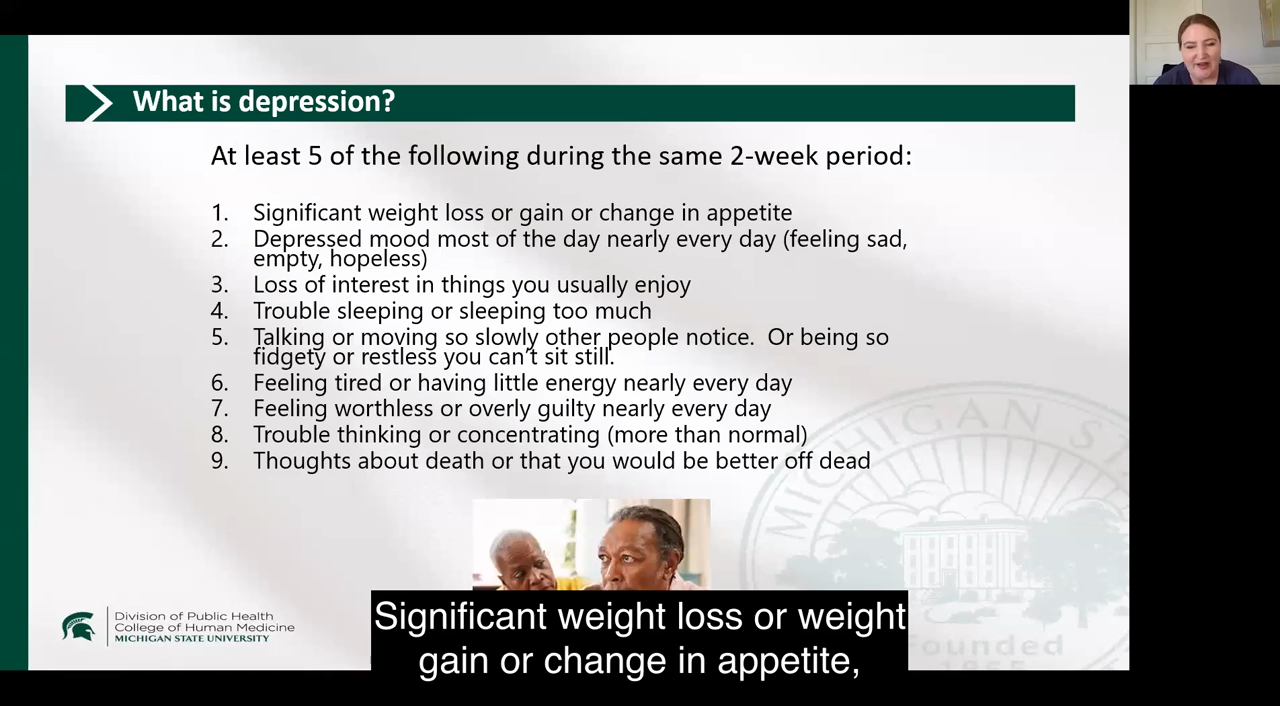 What is depression?
At least 5 of the following during the same 2-week period:
1. Significant weight loss or gain or change in appetite
2. Depressed mood most of the day nearly every day (feeling sad,
empty, hopeless)
3. Loss of interest in things you usually enjoy
4. Trouble sleeping or sleeping too much
5. Talking or moving so slowly other people notice.  Or being so
fidgety or restless you can't sit still.
6. Feeling tired or having little energy nearly every day
7. Feeling worthless or overly guilty nearly every day
8. Trouble thinking or concentrating (more than normal)
9. Thoughts about death or that you would be better off dead
MICHIGAN STA
Founded
1855
Division of Public Health
College of Human Medicine
MICHIGAN STATE UNIVERSITY
Significant weight loss or weight
gain or change in appetite,